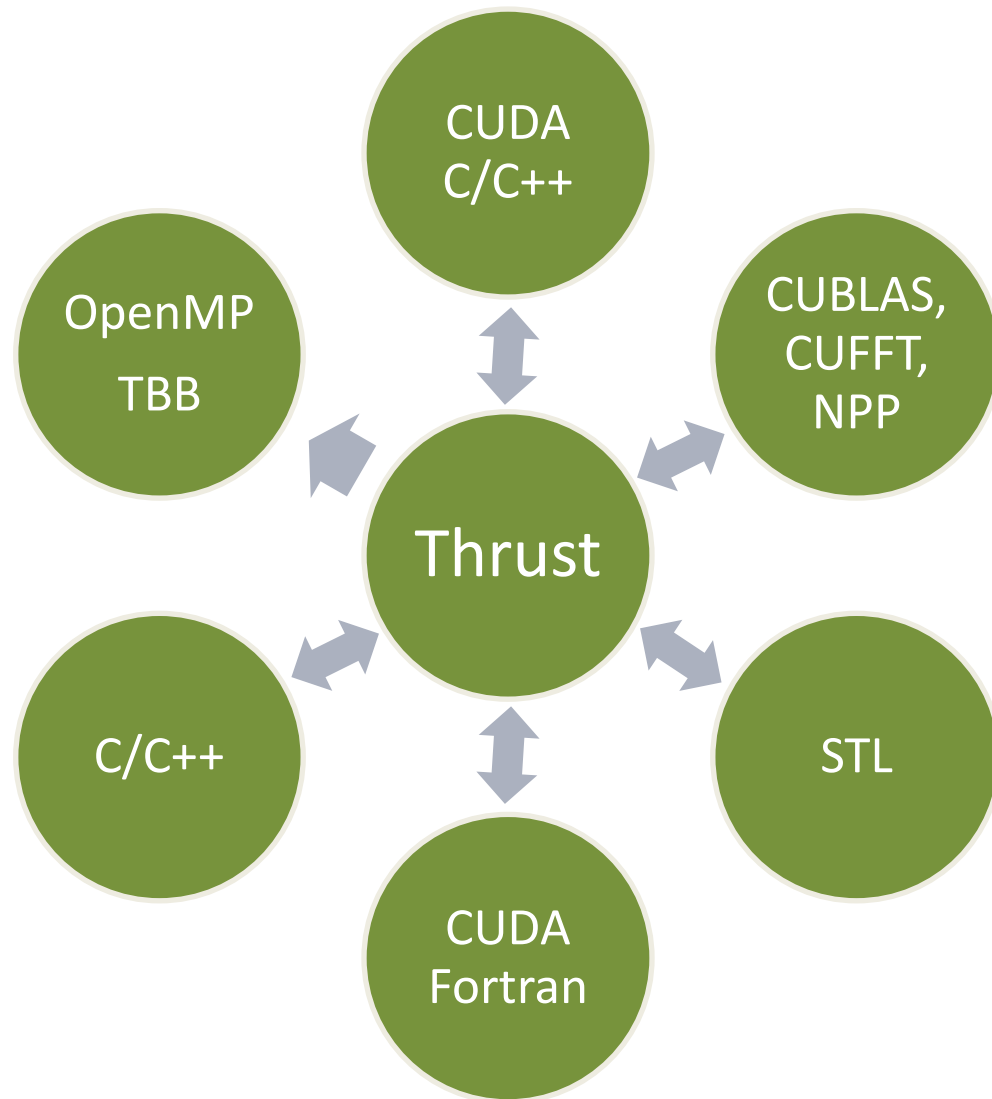 CUDA
C/C++
OpenMP
TBB
CUBLAS,
CUFFT,
NPP
Thrust
C/C++
STL
CUDA
Fortran